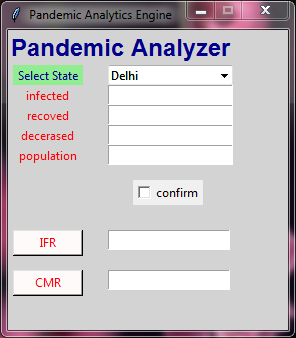 Pandemic Analytics Engine
Pandemic Analyzer
Select State Delhi
infected
recoved
decerased
population
confirm
IFR
CMR